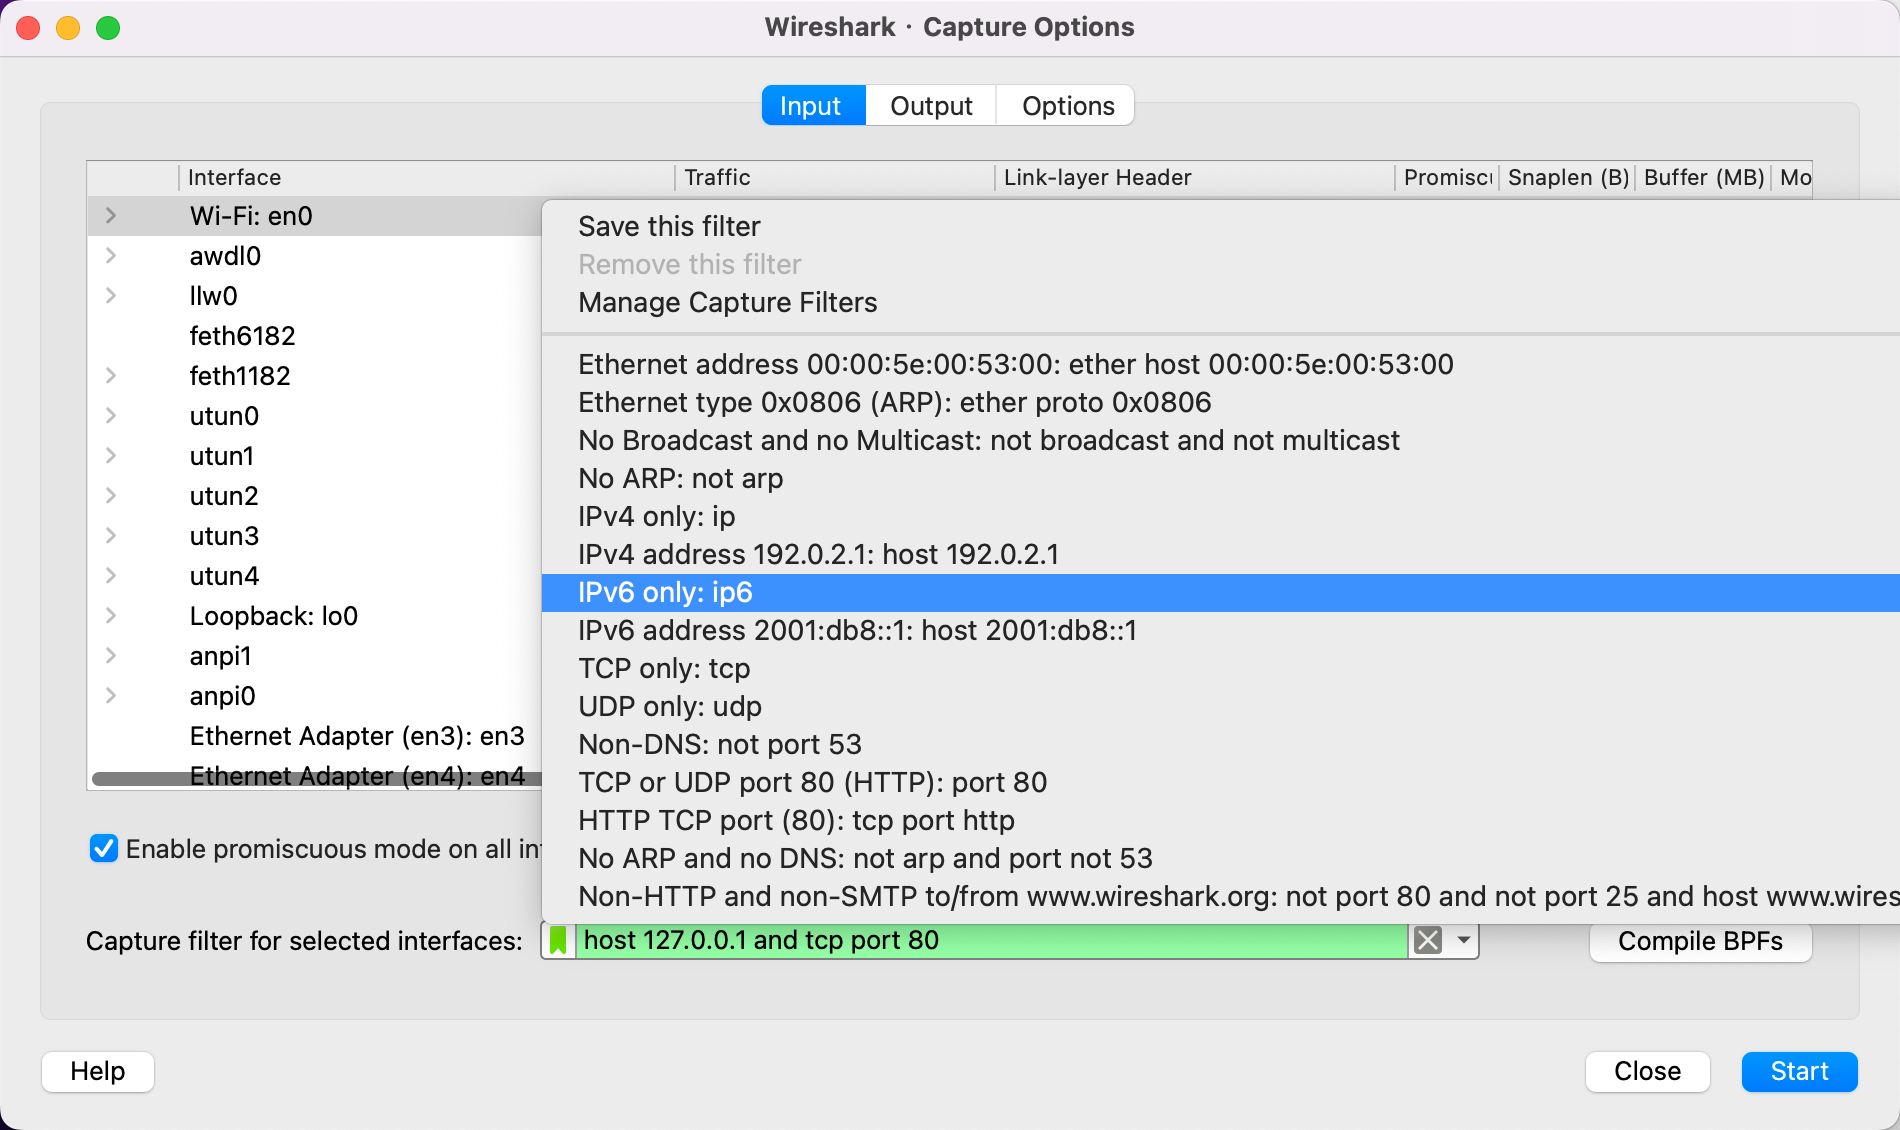 Wireshark · Capture Options
Input Output Options
Interface Traffic Link-layer Header Promisc Snaplen (B) Buffer (MB) Mo
Wi-Fi: en0
awdl0
llw0
feth6182
feth1182
utun0
utun1
utun2
utun3
utun4
Loopback: lo0
anpi1
anpi0
Ethernet Adapter (en3): en3
Ethernet Adapter (en4): en4
Save this filter
Remove this filter
Manage Capture Filters
Ethernet address 00:00:5e:00:53:00: ether host 00:00:5e:00:53:00
Ethernet type 0x0806 (ARP): ether proto 0x0806
No Broadcast and no Multicast: not broadcast and not multicast
No ARP: not arp
IPv4 only: ip
IPv4 address 192.0.2.1: host 192.0.2.1
IPv6 only: ip6
IPv6 address 2001:db8::1: host 2001:db8::1
TCP only: tcp
UDP only: udp
Non-DNS: not port 53
TCP or UDP port 80 (HTTP): port 80
HTTP TCP port (80): tcp port http
No ARP and no DNS: not arp and port not 53
Non-HTTP and non-SMTP to/from www.wireshark.org: not port 80 and not port 25 and host www.wires
Enable promiscuous mode on all in
Capture filter for selected interfaces: host 127.0.0.1 and tcp port 80 Compile BPFs
Help Close Start